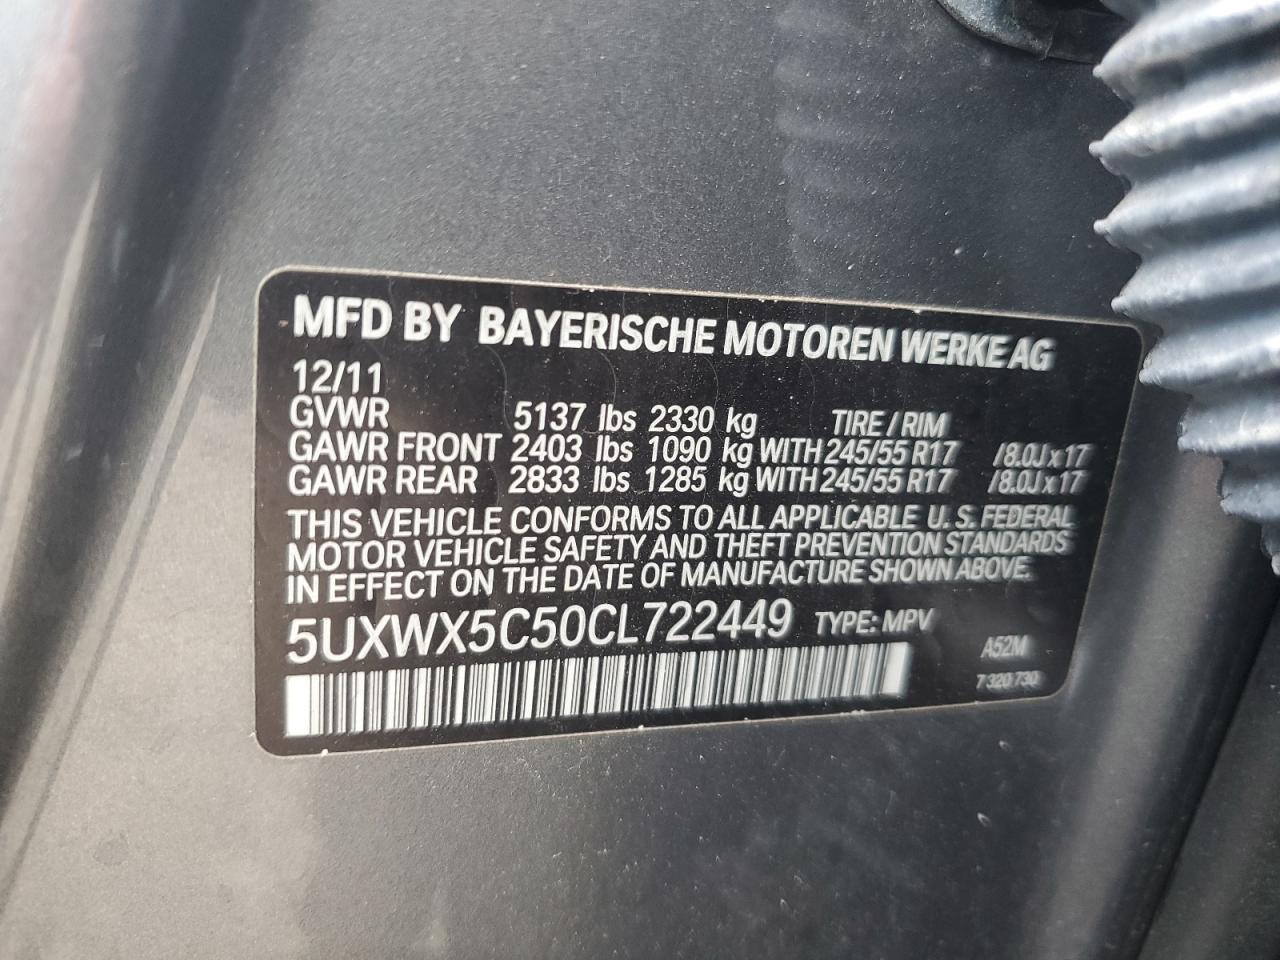 MFD BY BAYERISCHE MOTOREN WERKE AG
12/11
GVWR 5137 lbs 2330 kg TIRE / RIM
GAWR FRONT 2403 lbs 1090 kg WITH 245/55 R17 /8.0J x 17
GAWR REAR 2833 lbs 1285 kg WITH 245/55 R17 /8.0J x 17
THIS VEHICLE CONFORMS TO ALL APPLICABLE U. S. FEDERAL
MOTOR VEHICLE SAFETY AND THEFT PREVENTION STANDARDS
IN EFFECT ON THE DATE OF MANUFACTURE SHOWN ABOVE.
5UXWX5C50CL722449 TYPE: MPV
A52M
7 320 730